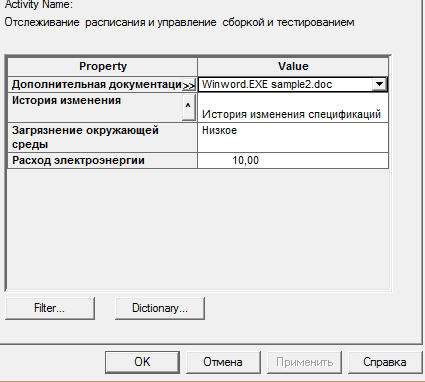 Activity Name:
Отслеживание расписания и управление сборкой и тестированием
Property Value
Дополнительная документаци >> Winword.EXE sample2.doc
История изменения ^ История изменения спецификаций
Загрязнение окружающей Низкое
среды
Расход электроэнергии 10,00
Filter... Dictionary...
OK Отмена Применить Справка